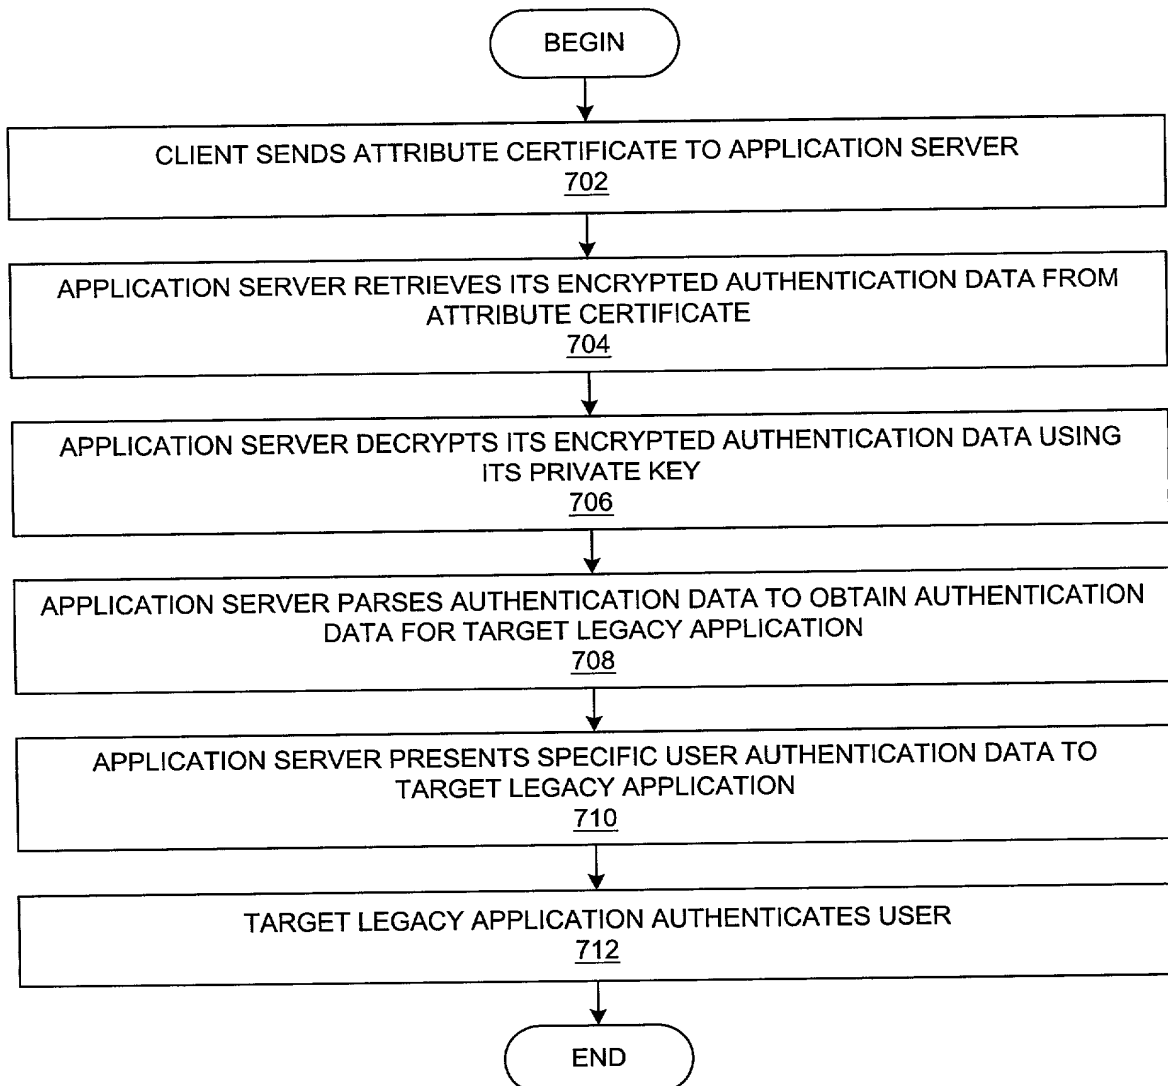 BEGIN
CLIENT SENDS ATTRIBUTE CERTIFICATE TO APPLICATION SERVER
702
APPLICATION SERVER RETRIEVES ITS ENCRYPTED AUTHENTICATION DATA FROM
ATTRIBUTE CERTIFICATE
704
APPLICATION SERVER DECRYPTS ITS ENCRYPTED AUTHENTICATION DATA USING
ITS PRIVATE KEY
706
APPLICATION SERVER PARSES AUTHENTICATION DATA TO OBTAIN AUTHENTICATION
DATA FOR TARGET LEGACY APPLICATION
708
APPLICATION SERVER PRESENTS SPECIFIC USER AUTHENTICATION DATA TO
TARGET LEGACY APPLICATION
710
TARGET LEGACY APPLICATION AUTHENTICATES USER
712
END